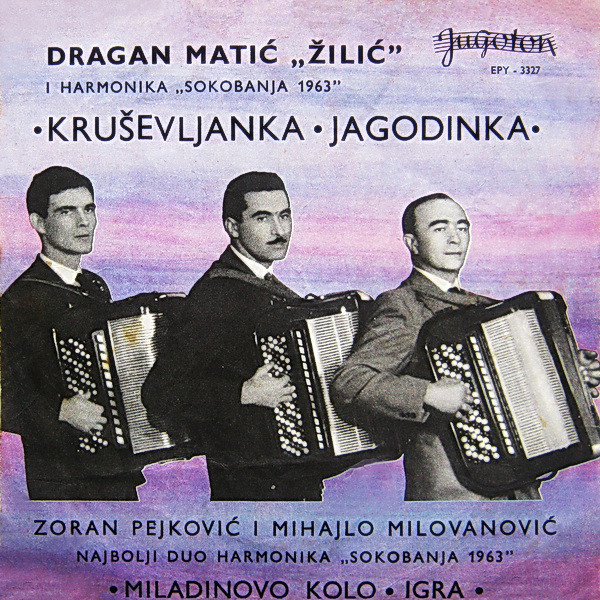 DRAGAN MATIĆ „ŽILIĆ”
Jugoton
EPY - 3327
I HARMONIKA „SOKOBANJA 1963”
•KRUŠEVLJANKA • JAGODINKA•
ZORAN PEJKOVIĆ I MIHAJLO MILOVANOVIĆ
NAJBOLJI DUO HARMONIKA „SOKOBANJA 1963”
• MILADINOVO KOLO • IGRA •